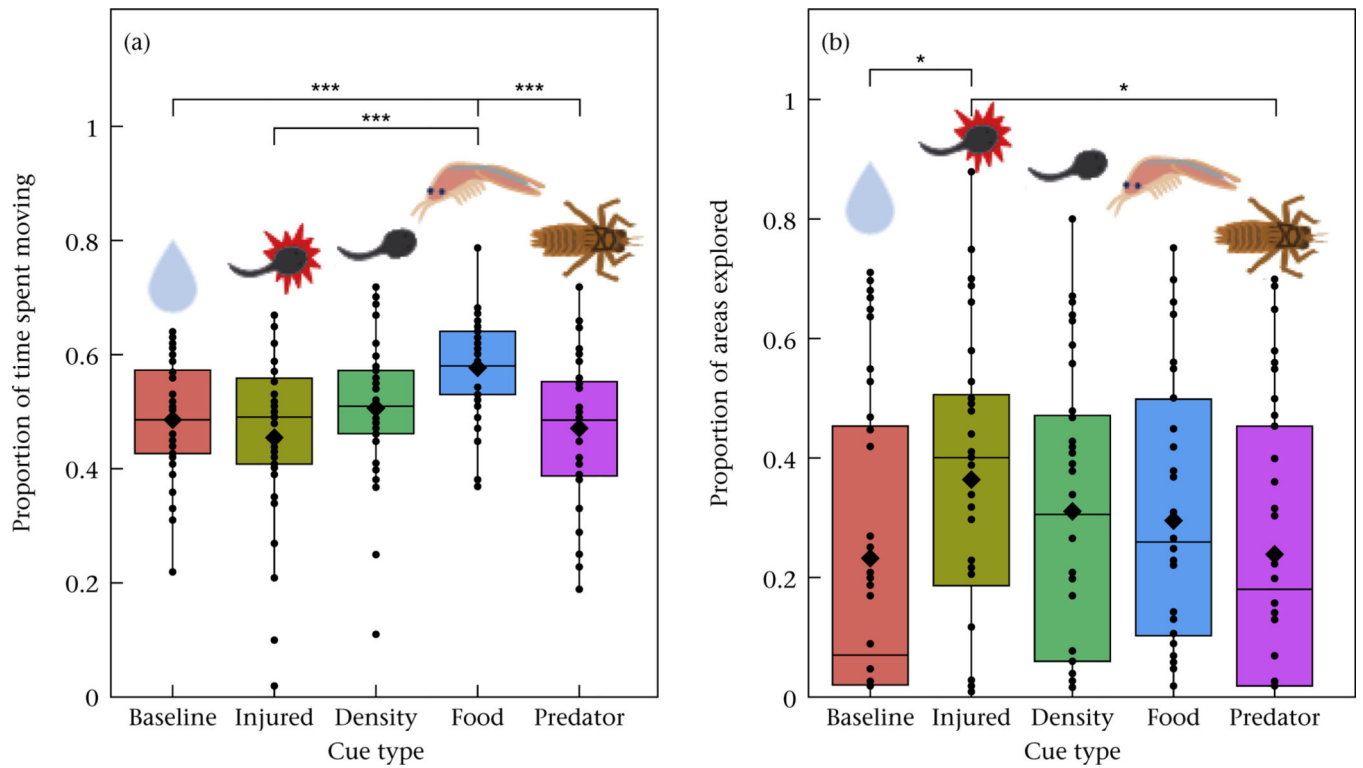 (a)
***
***
***
Proportion of time spent moving
1
0.8
0.6
0.4
0.2
0
Baseline Injured Density Food Predator
Cue type
(b)
*
*
Proportion of areas explored
1
0.8
0.6
0.4
0.2
0
Baseline Injured Density Food Predator
Cue type